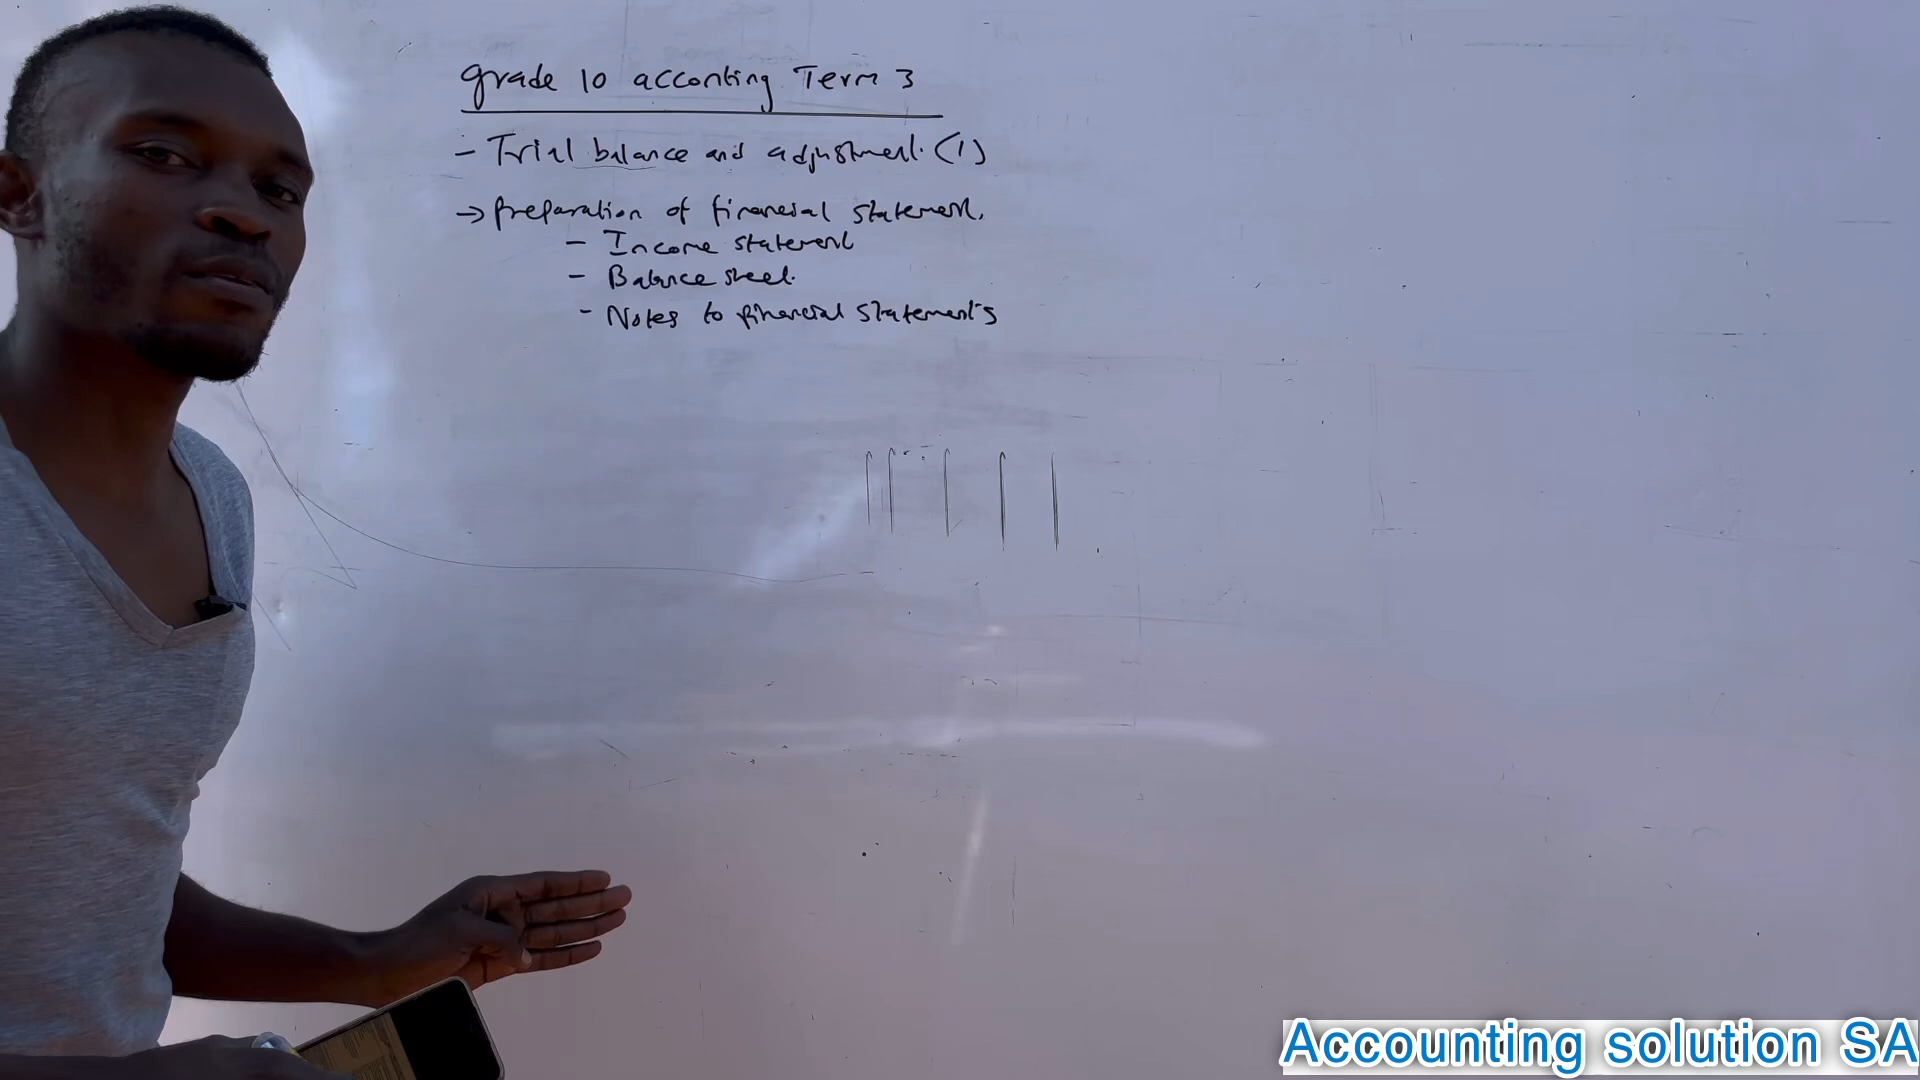 grade 10 acconting Term 3
- Trial balance and adjustment. (1)
→ Preparation of financial statement.
- Income statement
- Balance sheet.
- Notes to financial statements
Accounting solution SA